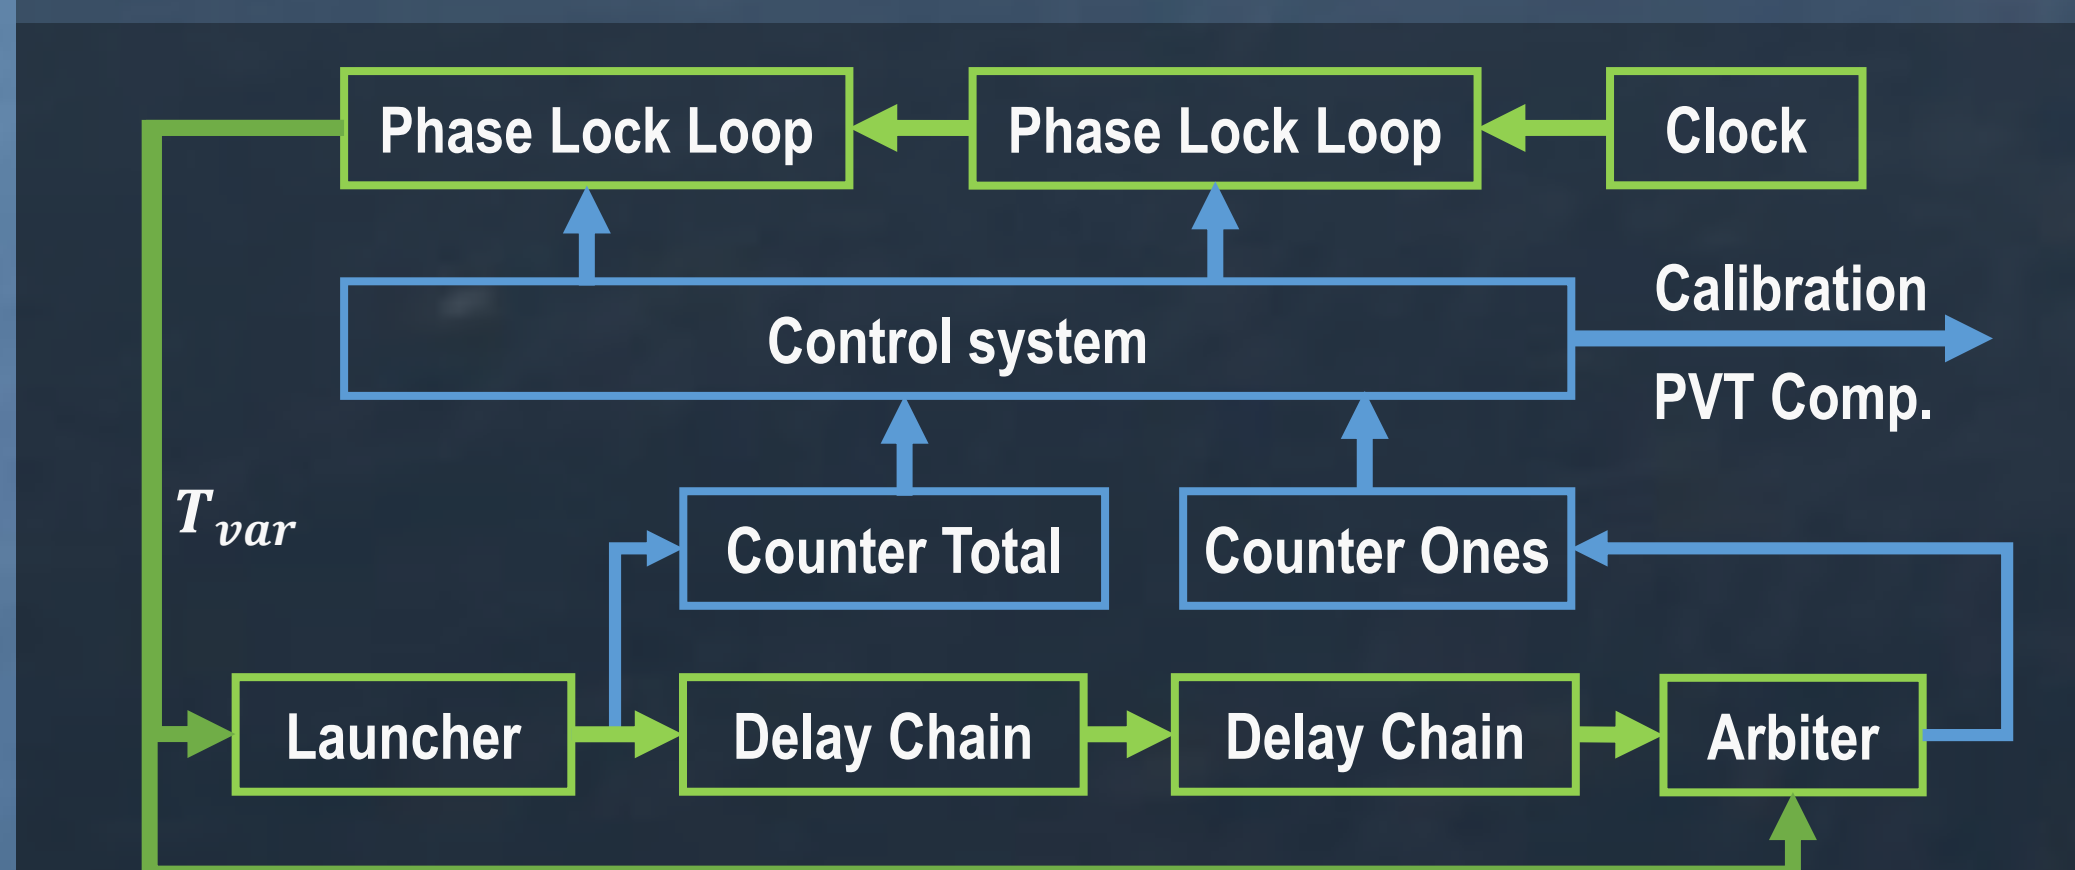 Phase Lock Loop
Phase Lock Loop
Clock
Control system
Calibration
PVT Comp.
T_var
Counter Total
Counter Ones
Launcher
Delay Chain
Delay Chain
Arbiter